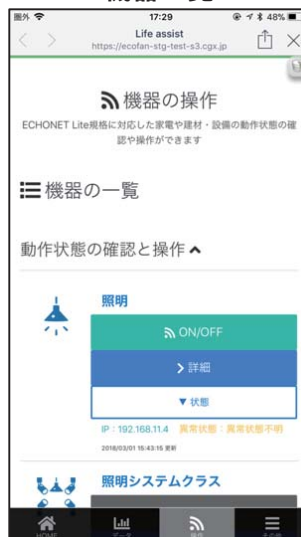 圏外 17:29 48%
Life assist
https://ecofan-stg-test-s3.cgx.jp
機器の操作
ECHONET Lite規格に対応した家電や建材・設備の動作状態の確
認や操作ができます
機器の一覧
動作状態の確認と操作
照明
ON/OFF
詳細
▼ 状態
IP：192.168.11.4 異常状態：異常状態不明
2018/03/01 15:43:15 更新
照明システムクラス
HOME データ 操作 その他